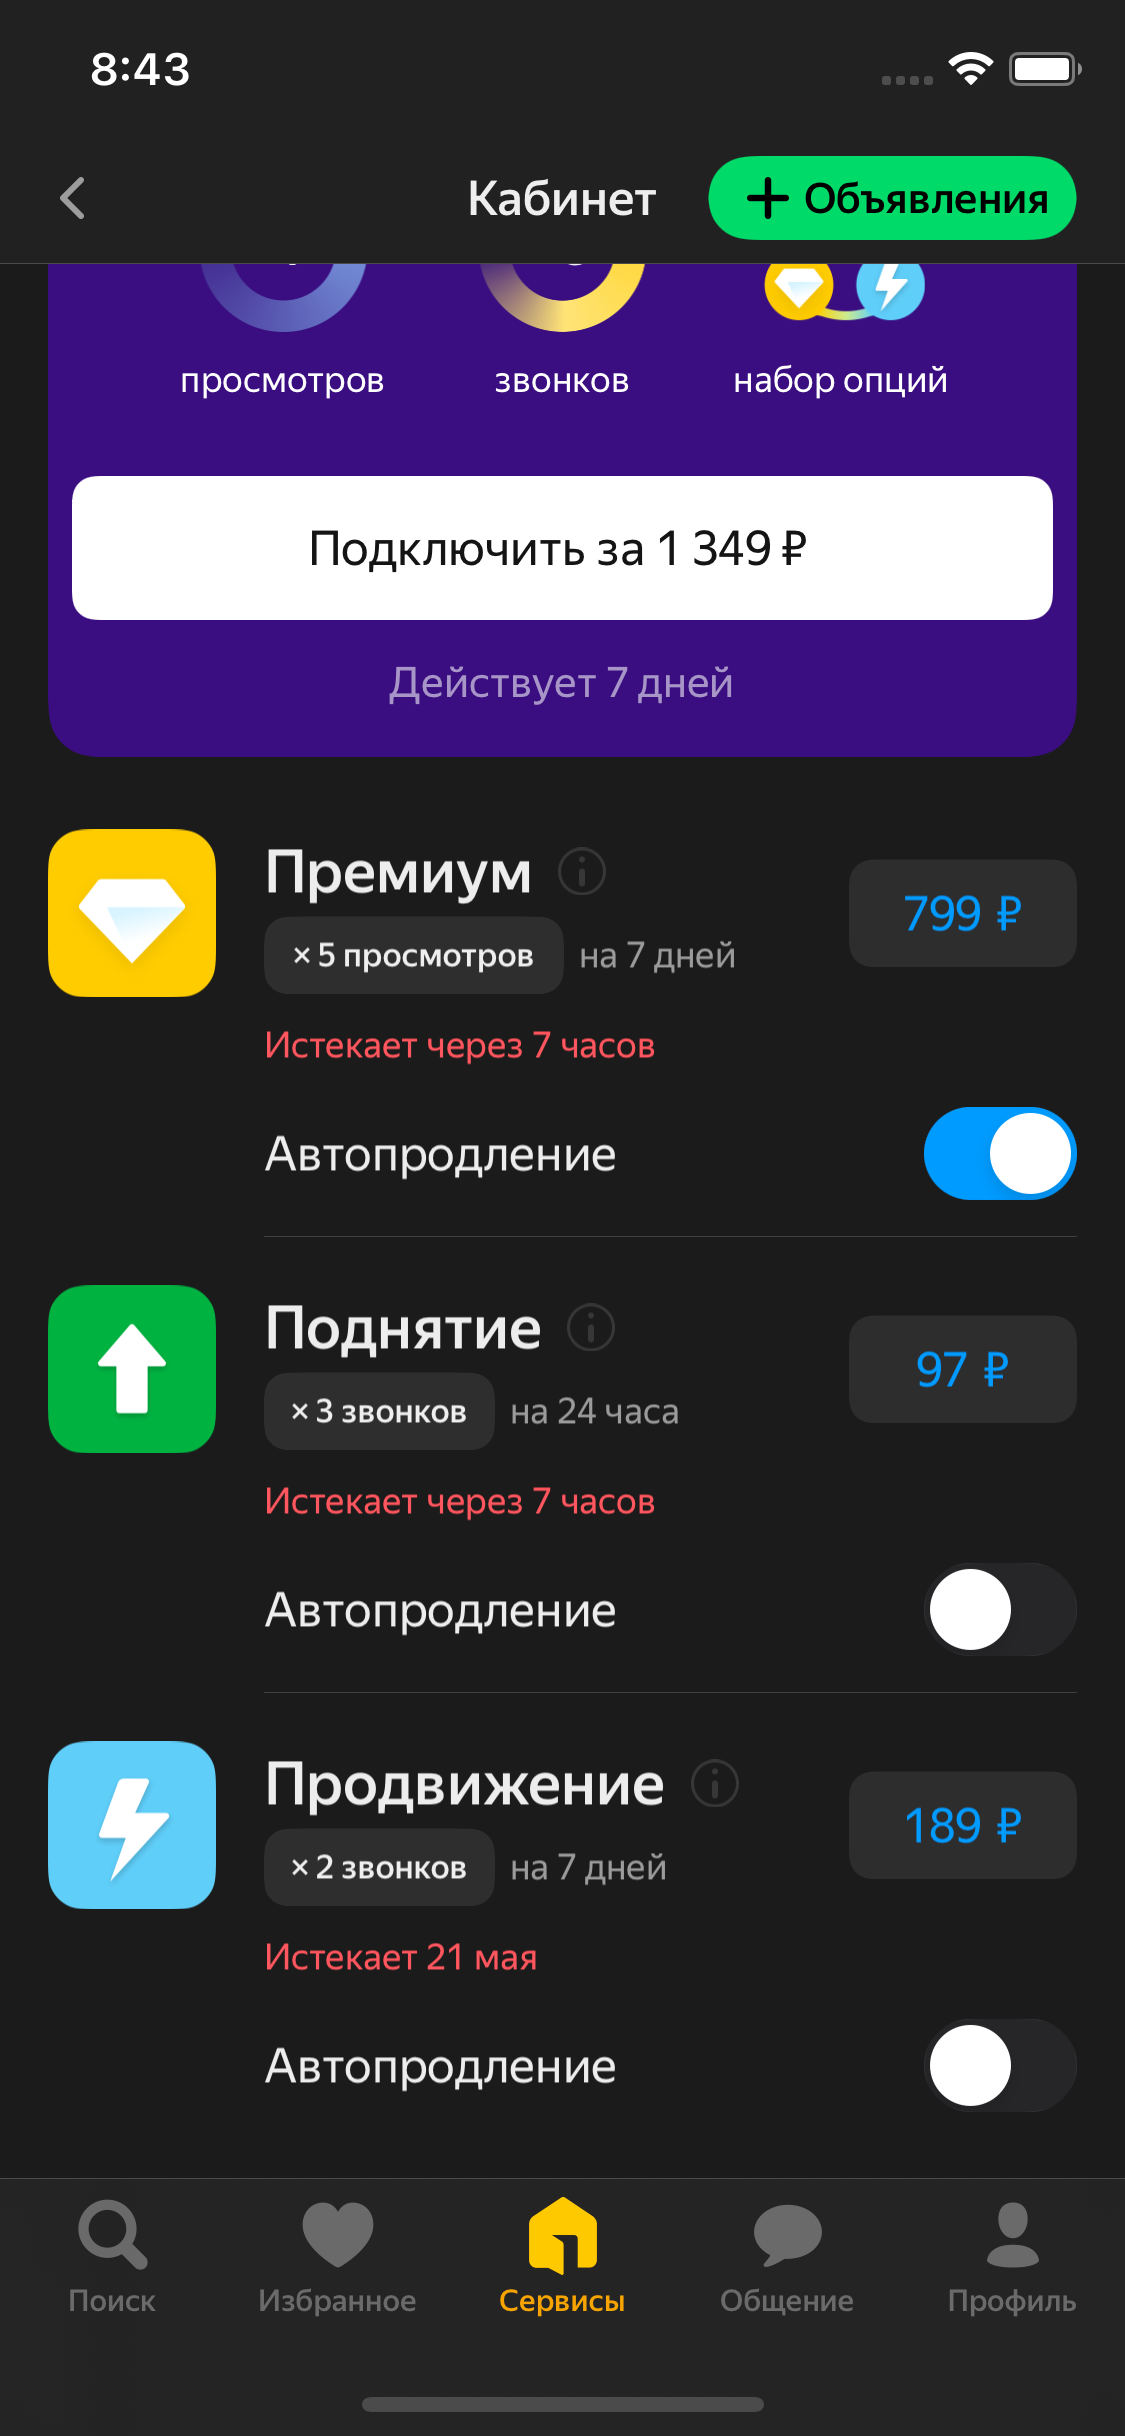 8:43
Кабинет
+ Объявления
просмотров
звонков
набор опций
Подключить за 1 349 ₽
Действует 7 дней
Премиум
799 ₽
× 5 просмотров на 7 дней
Истекает через 7 часов
Автопродление
Поднятие
97 ₽
× 3 звонков на 24 часа
Истекает через 7 часов
Автопродление
Продвижение
189 ₽
× 2 звонков на 7 дней
Истекает 21 мая
Автопродление
Поиск
Избранное
Сервисы
Общение
Профиль